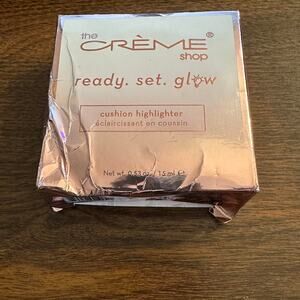 the
CRÈME®
shop
ready. set. glow
cushion highlighter
éclaircissant en coussin
Net wt. 0.53 oz. / 15 ml ℮